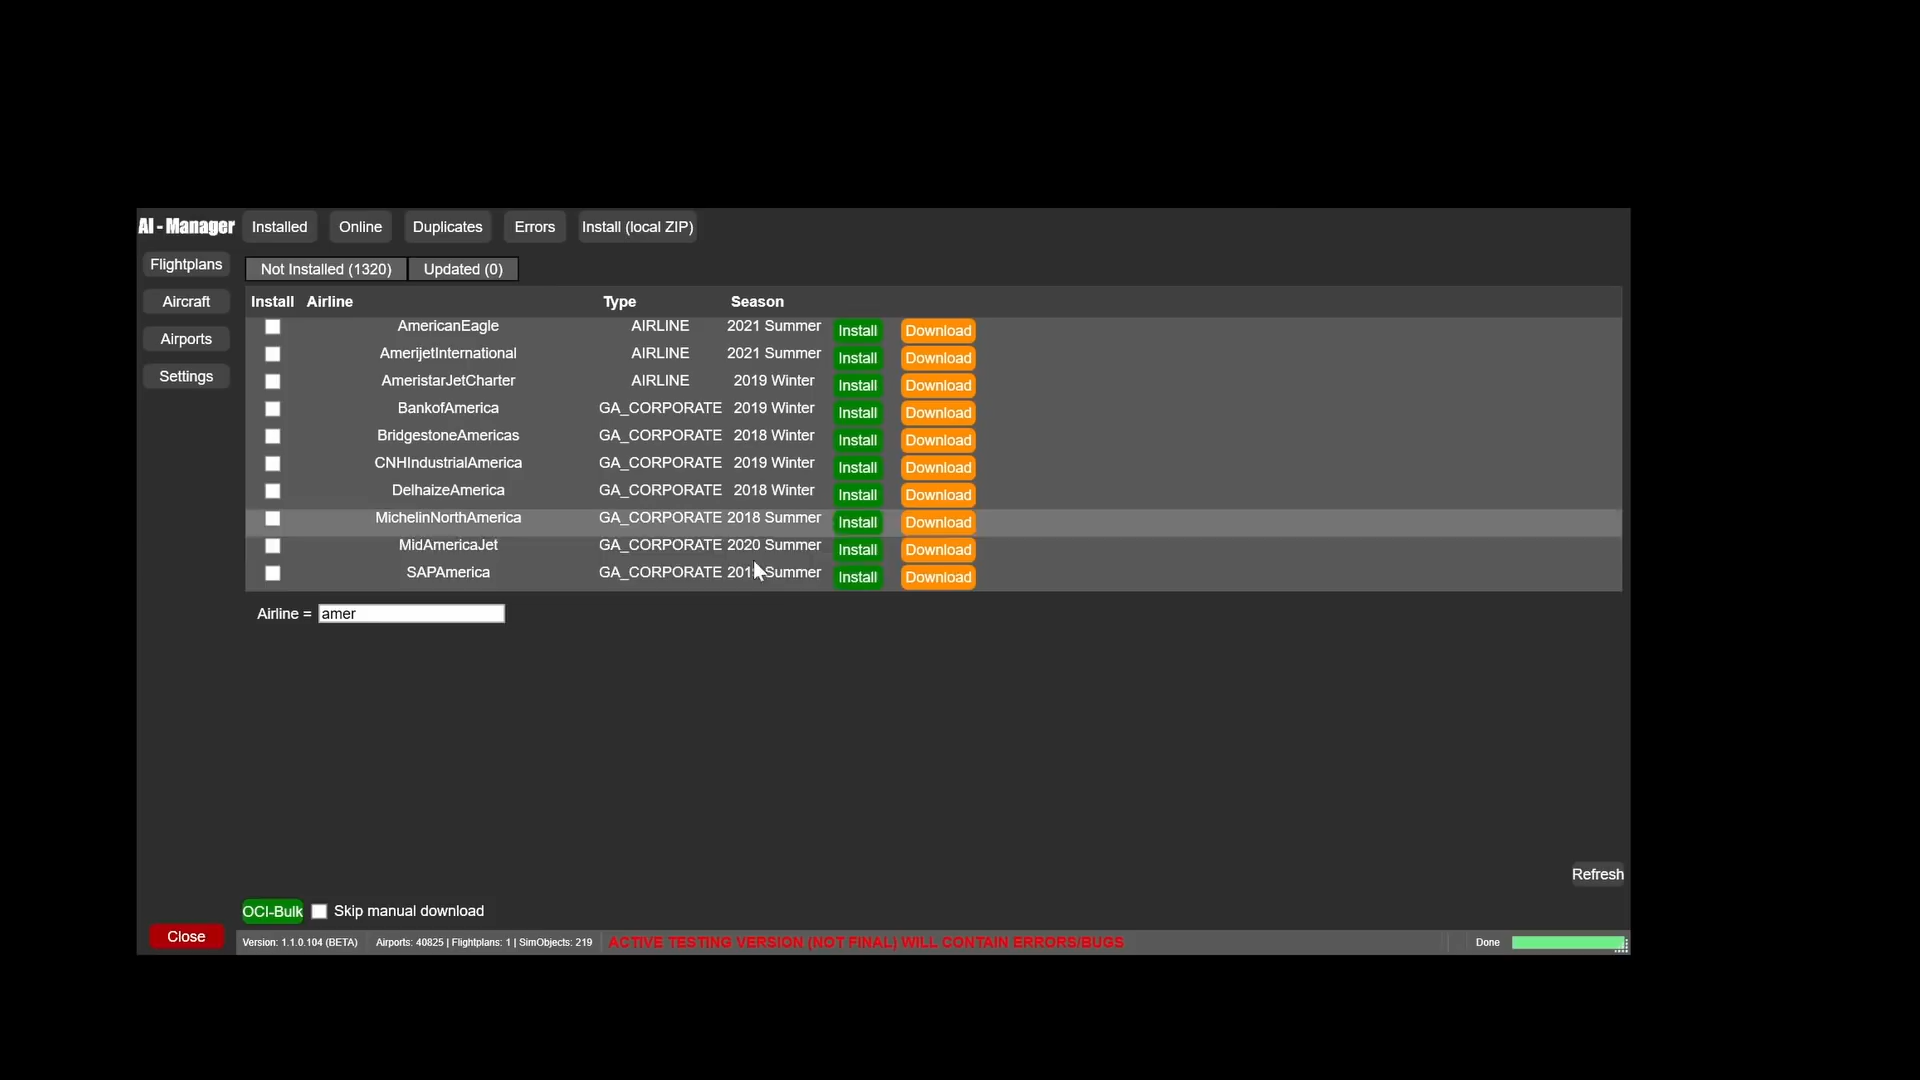 AI - Manager Installed Online Duplicates Errors Install (local ZIP)
Flightplans
Aircraft
Airports
Settings
Not Installed (1320) Updated (0)
Install Airline Type Season
AmericanEagle AIRLINE 2021 Summer Install Download
AmerijetInternational AIRLINE 2021 Summer Install Download
AmeristarJetCharter AIRLINE 2019 Winter Install Download
BankofAmerica GA_CORPORATE 2019 Winter Install Download
BridgestoneAmericas GA_CORPORATE 2018 Winter Install Download
CNHIndustrialAmerica GA_CORPORATE 2019 Winter Install Download
DelhaizeAmerica GA_CORPORATE 2018 Winter Install Download
MichelinNorthAmerica GA_CORPORATE 2018 Summer Install Download
MidAmericaJet GA_CORPORATE 2020 Summer Install Download
SAPAmerica GA_CORPORATE Summer Install Download
Airline = amer
Refresh
OCI-Bulk Skip manual download
Close
Version: 1.1.0.104 (BETA) Airports: 40825 | Flightplans: 1 | SimObjects: 219 ACTIVE TESTING VERSION (NOT FINAL) WILL CONTAIN ERRORS/BUGS Done